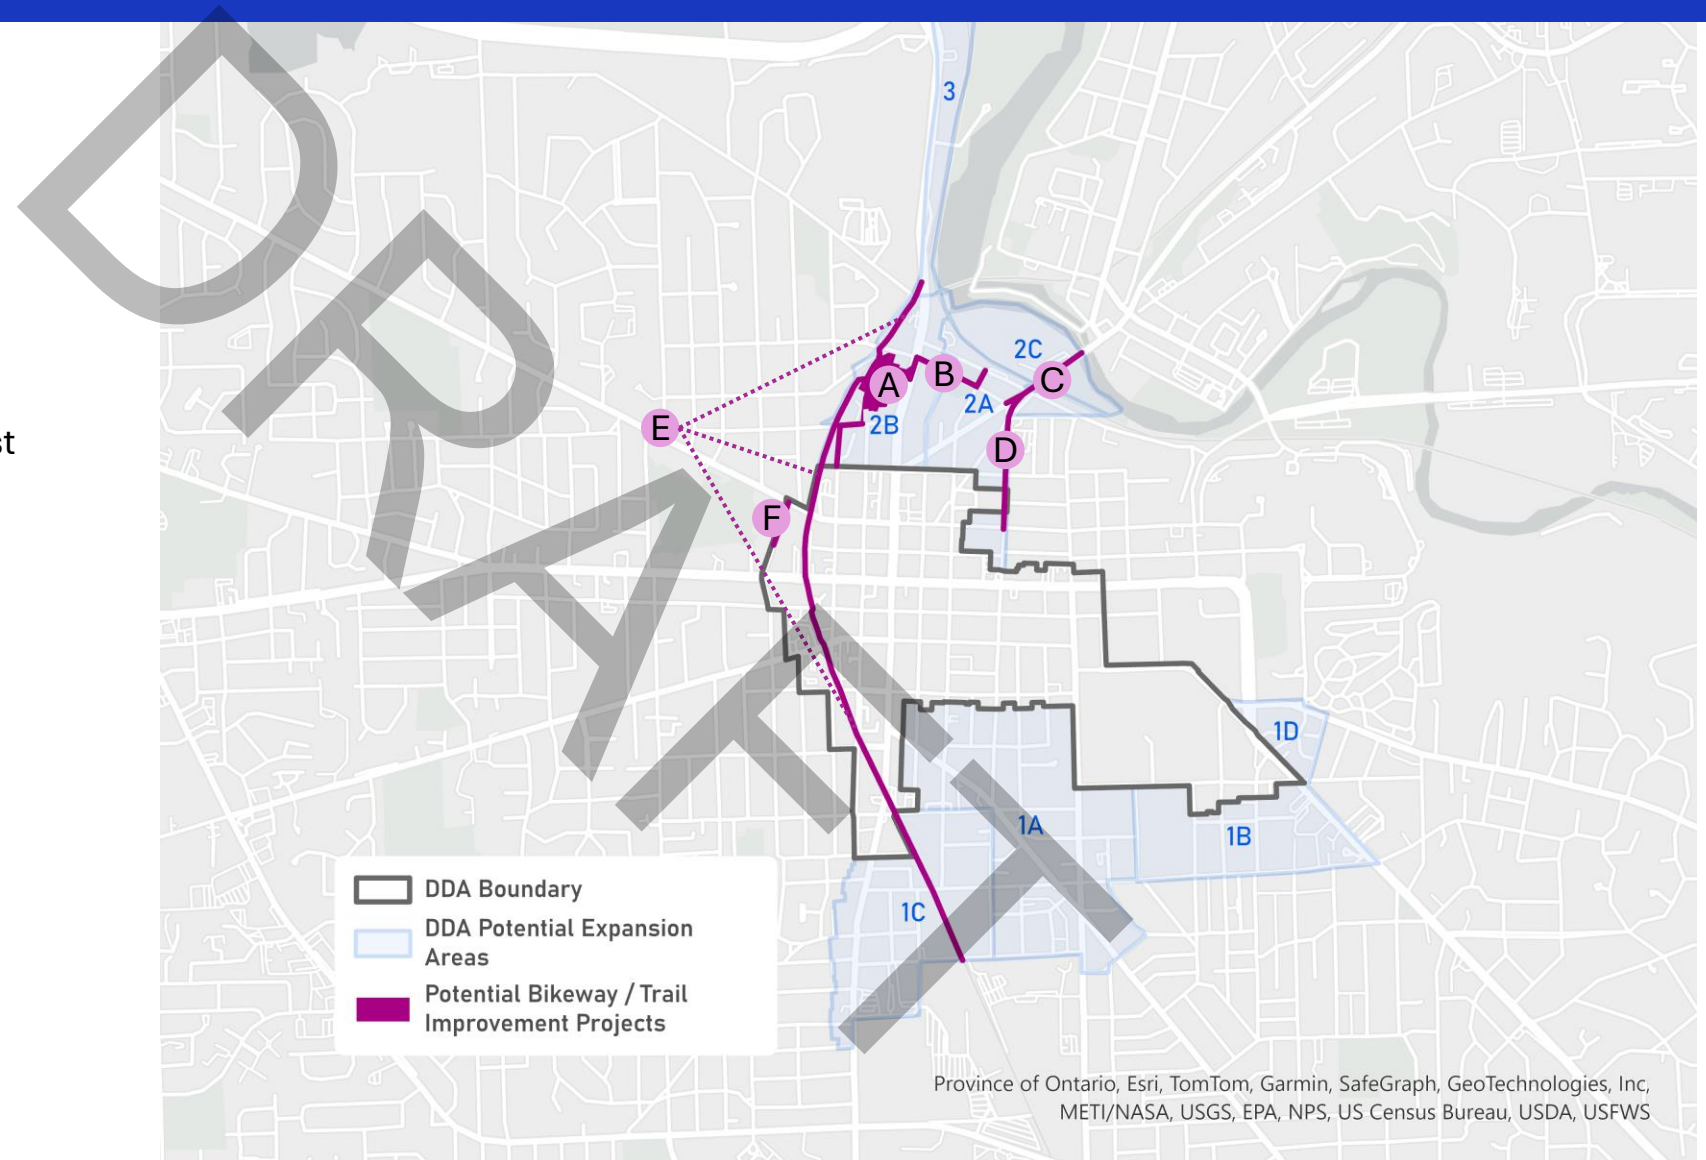 DRAFT
3
2C
A
B
C
2A
2B
E
st
D
F
1D
1A
1B
1C
DDA Boundary
DDA Potential Expansion
Areas
Potential Bikeway / Trail
Improvement Projects
Province of Ontario, Esri, TomTom, Garmin, SafeGraph, GeoTechnologies, Inc,
METI/NASA, USGS, EPA, NPS, US Census Bureau, USDA, USFWS